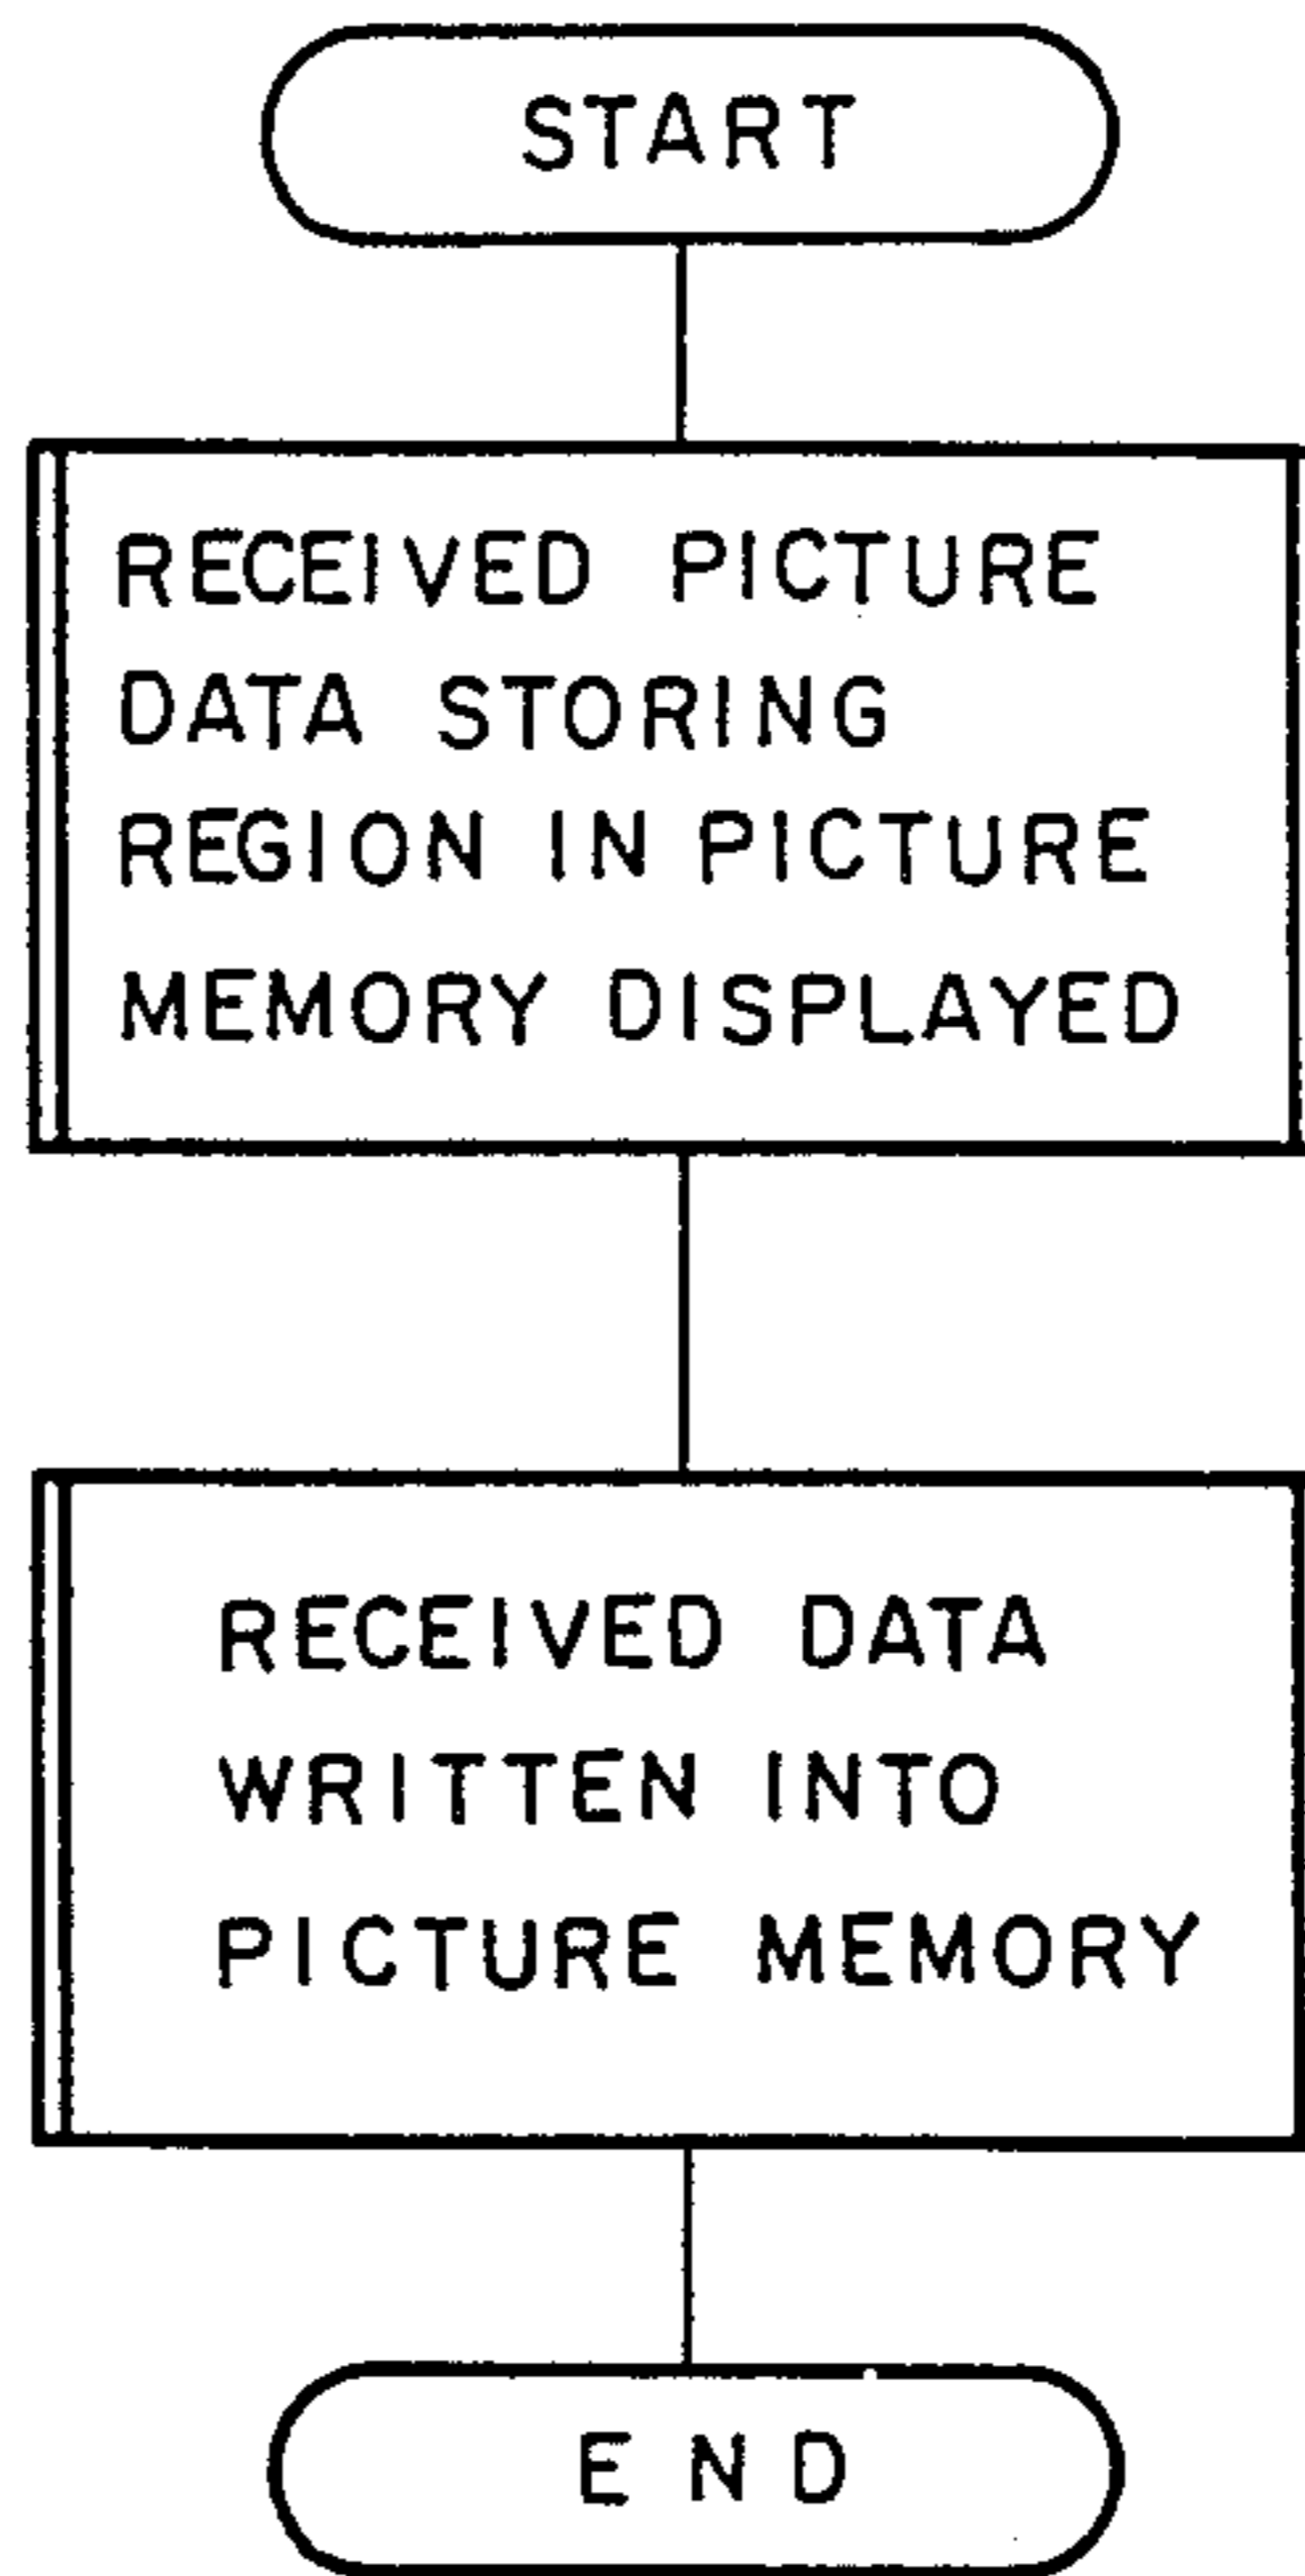 START
RECEIVED PICTURE
DATA STORING
REGION IN PICTURE
MEMORY DISPLAYED
RECEIVED DATA
WRITTEN INTO
PICTURE MEMORY
END